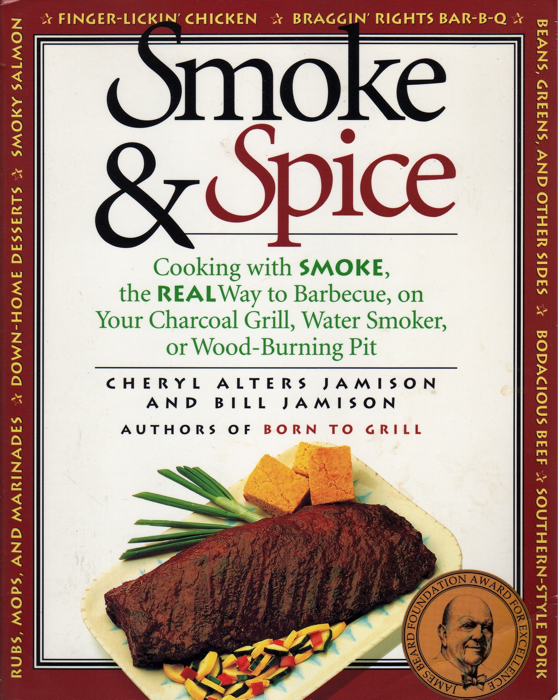 ☆ FINGER-LICKIN' CHICKEN ☆ BRAGGIN' RIGHTS BAR-B-Q ☆
RUBS, MOPS, AND MARINADES ☆ DOWN-HOME DESSERTS ☆ SMOKY SALMON
BEANS, GREENS, AND OTHER SIDES ☆ BODACIOUS BEEF ☆ SOUTHERN-STYLE PORK
Smoke
& Spice
Cooking with SMOKE,
the REAL Way to Barbecue, on
Your Charcoal Grill, Water Smoker,
or Wood-Burning Pit
CHERYL ALTERS JAMISON
AND BILL JAMISON
AUTHORS OF BORN TO GRILL
JAMES BEARD FOUNDATION AWARD FOR EXCELLENCE